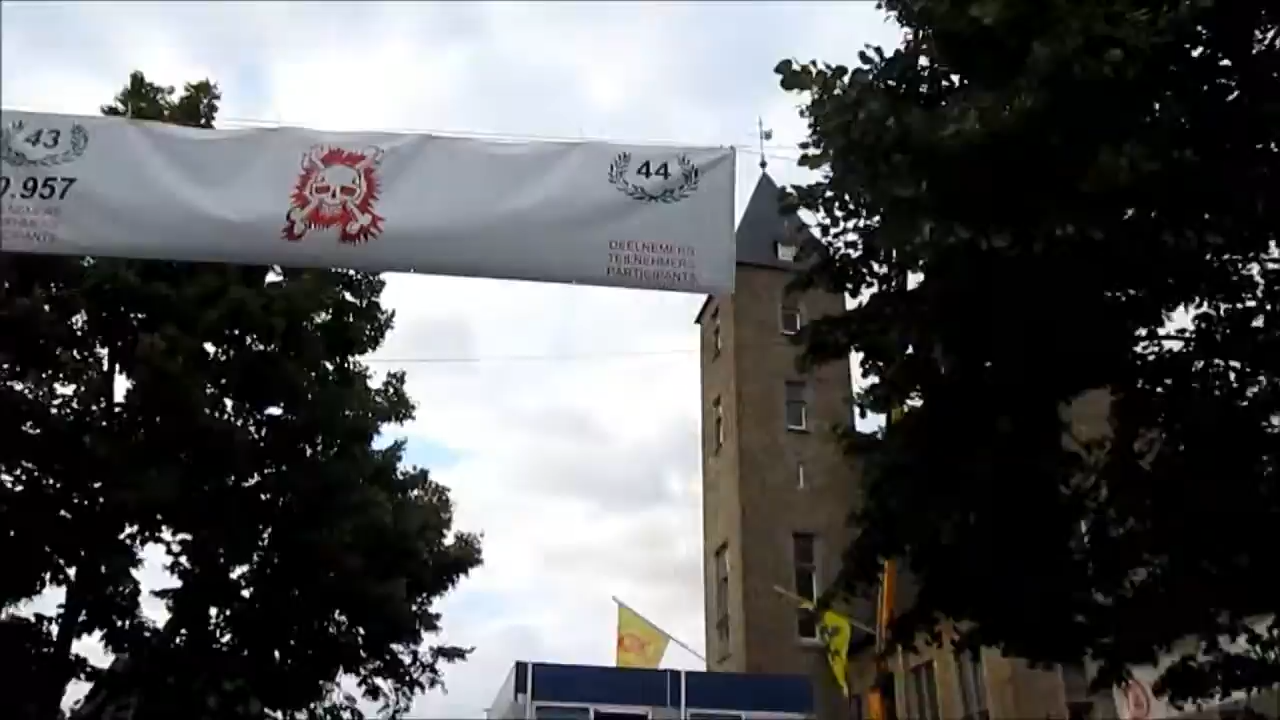 43
0.957
44
DEELNEMERS
TEILNEHMERS
PARTICIPANTS